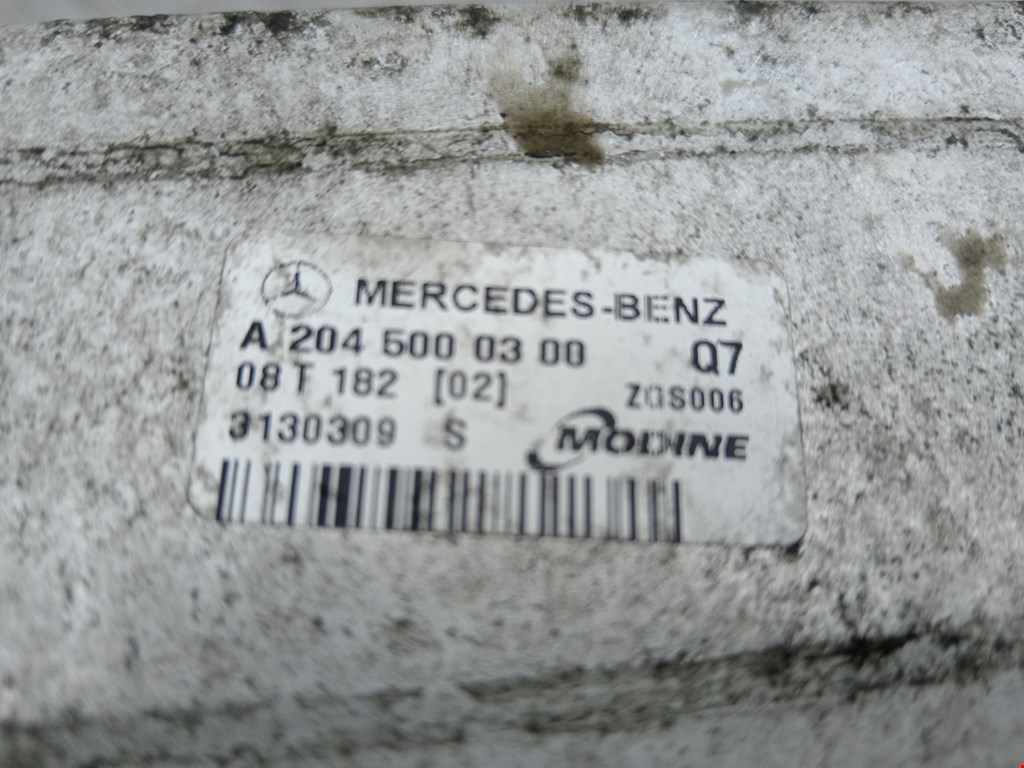 MERCEDES-BENZ
A 204 500 03 00 Q7
08 T 182 [02] ZGS006
3130309 S MODINE